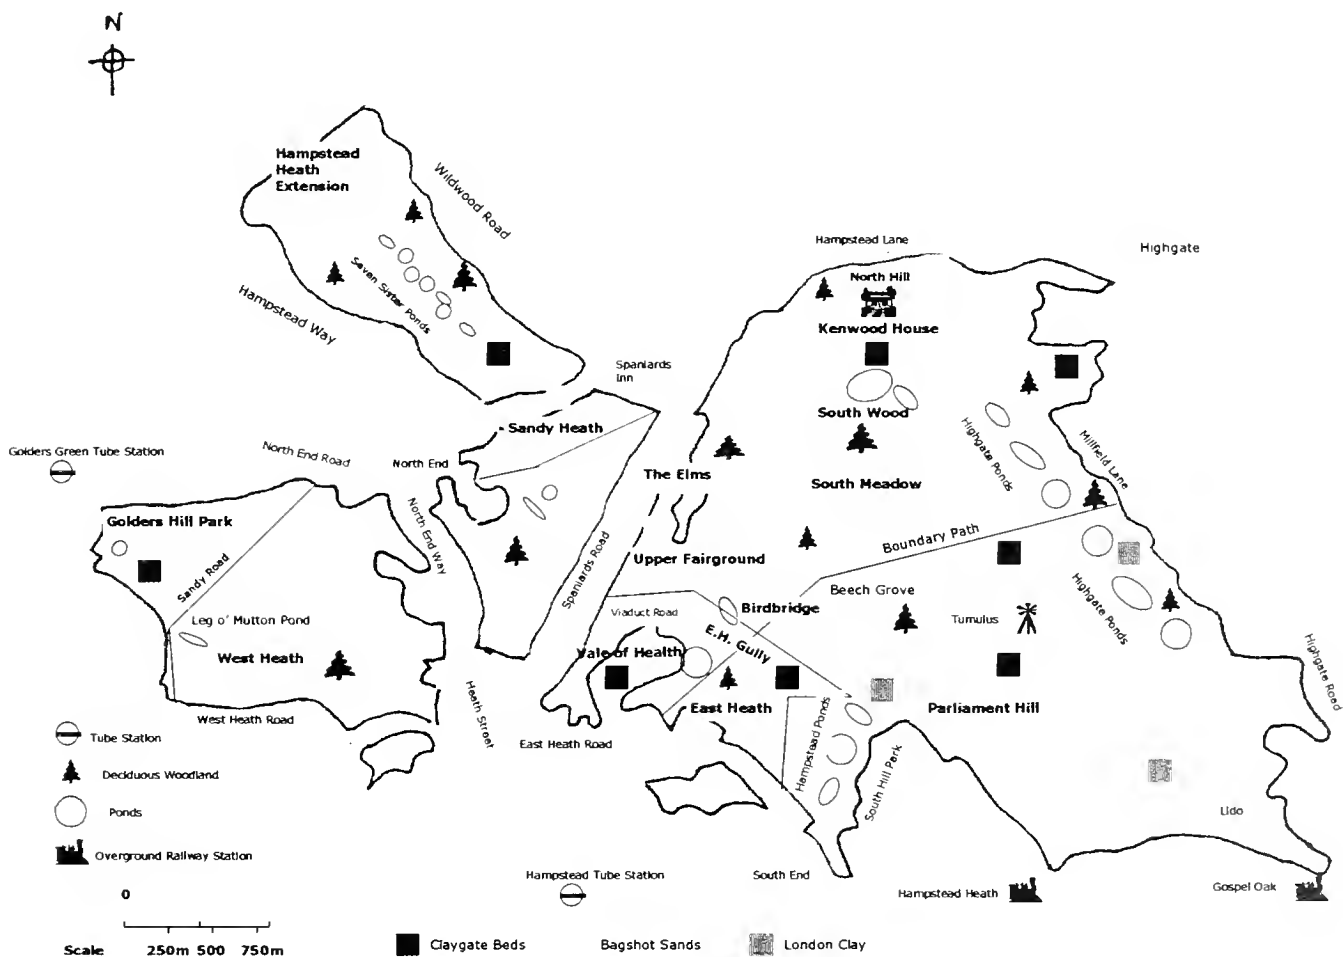 N
Hampstead
Heath
Extension
Wildwood Road
Seven Sister Ponds
Hampstead Way
Hampstead Lane
Highgate
North Hill
Kenwood House
Spaniards
Inn
South Wood
Sandy Heath
Highgate Ponds
Millfield Lane
Golders Green Tube Station
North End Road
North End
The Elms
South Meadow
Golders Hill Park
North End Way
Spaniards Road
Upper Fairground
Boundary Path
Sandy Road
Viaduct Road
Birdbridge
Beech Grove
Highgate Ponds
Leg o' Mutton Pond
Tumulus
E.H. Gully
West Heath
Vale of Health
Highgate Road
West Heath Road
Heath Street
East Heath
Parliament Hill
East Heath Road
Hampstead Ponds
South Hill Park
Lido
Tube Station
Deciduous Woodland
Ponds
Overground Railway Station
Hampstead Tube Station
South End
Hampstead Heath
Gospel Oak
0
Scale 250m 500 750m
Claygate Beds Bagshot Sands London Clay